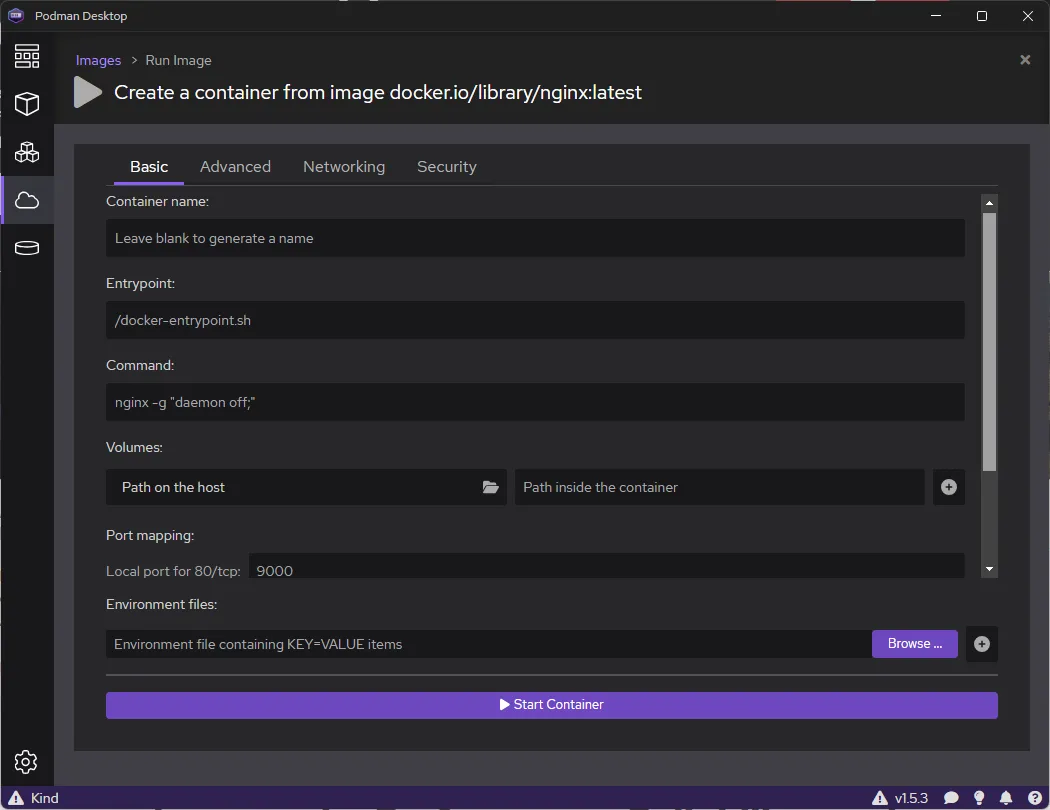 Podman Desktop
Images > Run Image
Create a container from image docker.io/library/nginx:latest
Basic Advanced Networking Security
Container name:
Leave blank to generate a name
Entrypoint:
/docker-entrypoint.sh
Command:
nginx -g "daemon off;"
Volumes:
Path on the host Path inside the container
Port mapping:
Local port for 80/tcp: 9000
Environment files:
Environment file containing KEY=VALUE items Browse ...
Start Container
Kind v1.5.3